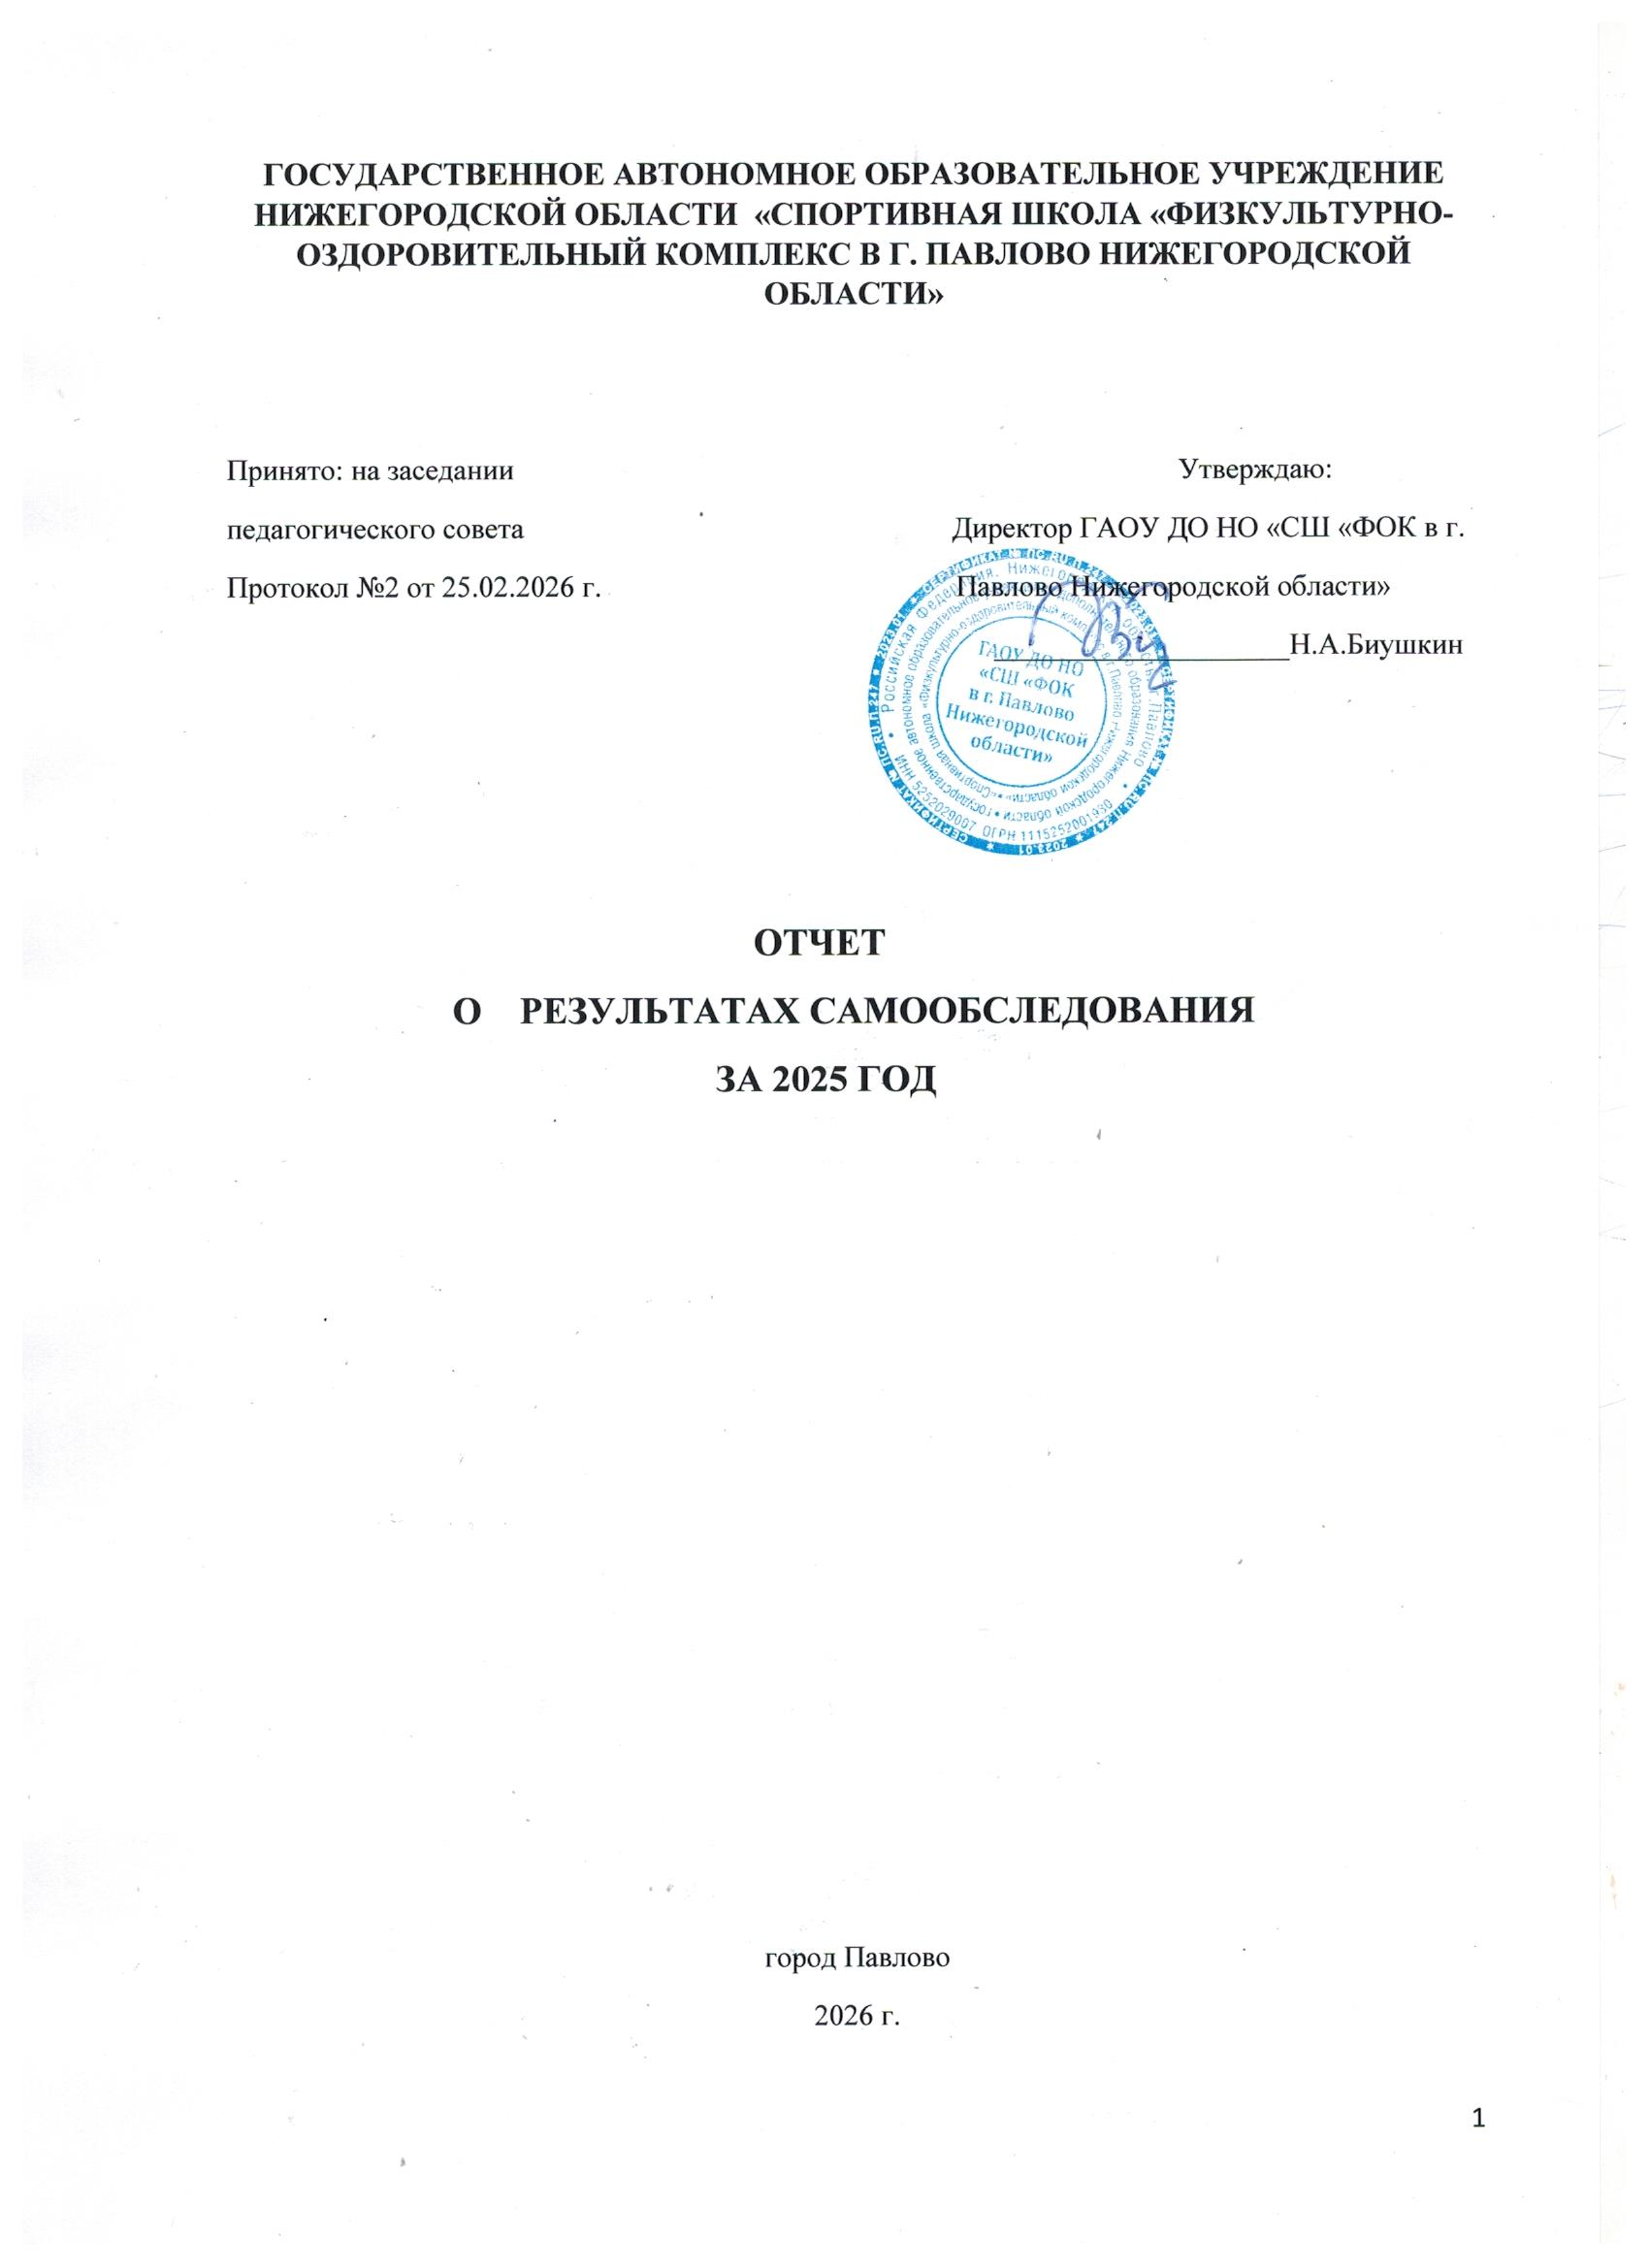 ГОСУДАРСТВЕННОЕ АВТОНОМНОЕ ОБРАЗОВАТЕЛЬНОЕ УЧРЕЖДЕНИЕ
НИЖЕГОРОДСКОЙ ОБЛАСТИ «СПОРТИВНАЯ ШКОЛА «ФИЗКУЛЬТУРНО-
ОЗДОРОВИТЕЛЬНЫЙ КОМПЛЕКС В Г. ПАВЛОВО НИЖЕГОРОДСКОЙ
ОБЛАСТИ»
Принято: на заседании
педагогического совета
Протокол №2 от 25.02.2026 г.
Утверждаю:
Директор ГАОУ ДО НО «СШ «ФОК в г.
Павлово Нижегородской области»
Н.А.Биушкин
ГАОУ ДО НО
«СШ «ФОК
в г. Павлово
Нижегородской
области»
ИНН 5252029007
ОТЧЕТ
О РЕЗУЛЬТАТАХ САМООБСЛЕДОВАНИЯ
ЗА 2025 ГОД
город Павлово
2026 г.
1